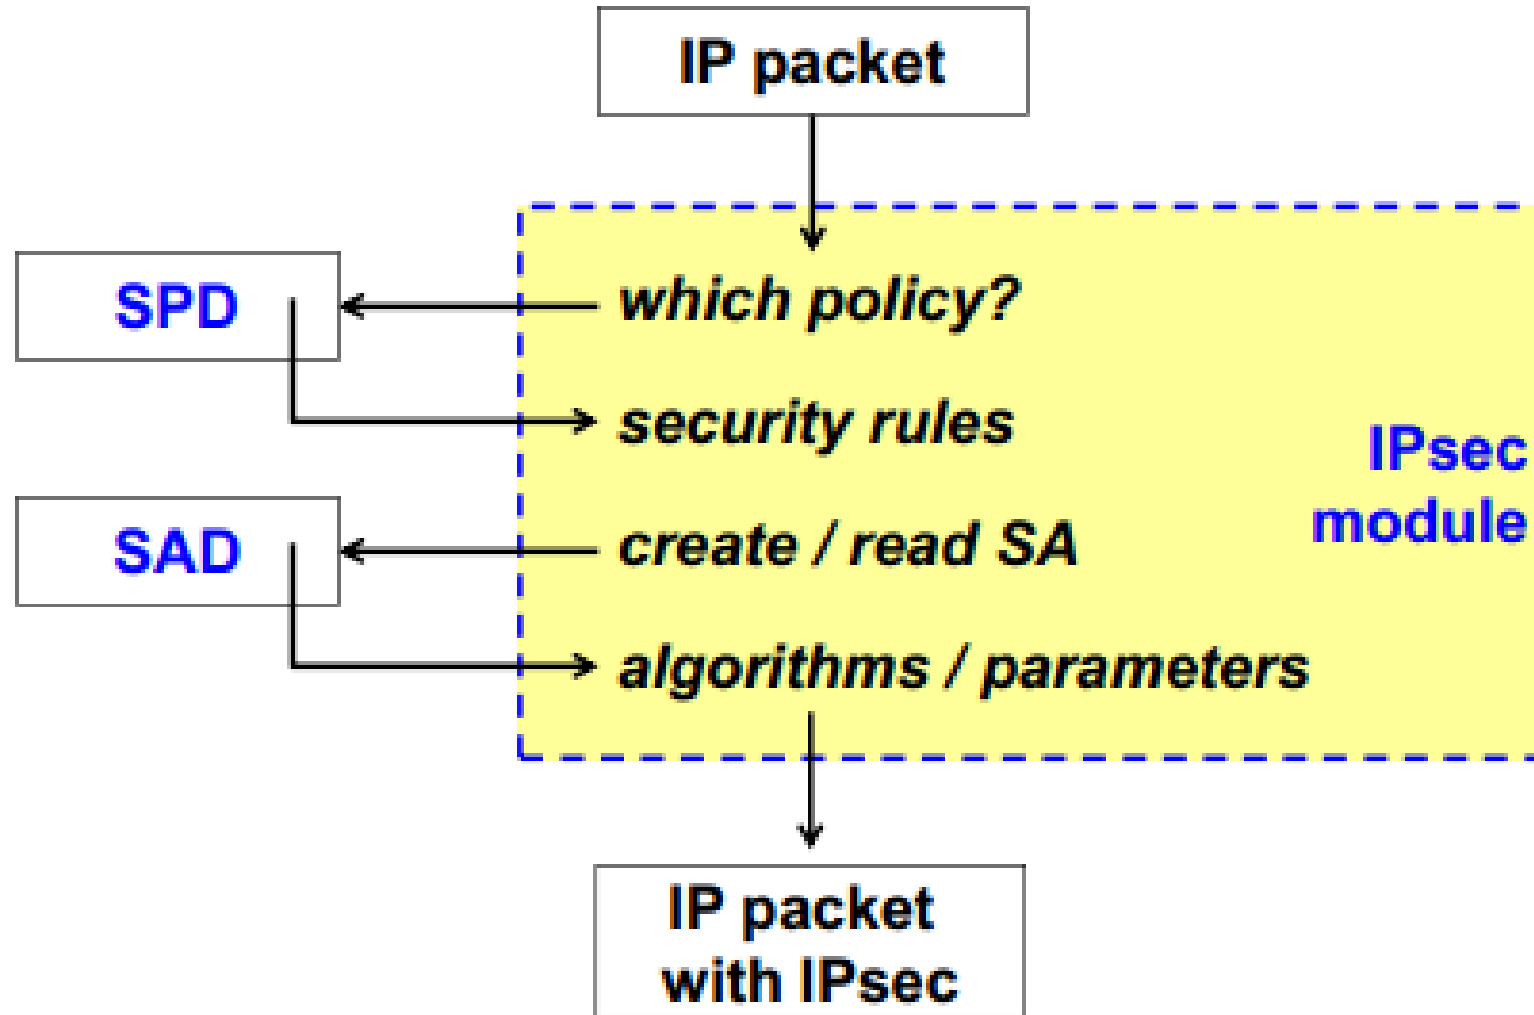 IP packet
SPD
which policy?
security rules
IPsec
module
SAD
create / read SA
algorithms / parameters
IP packet
with IPsec